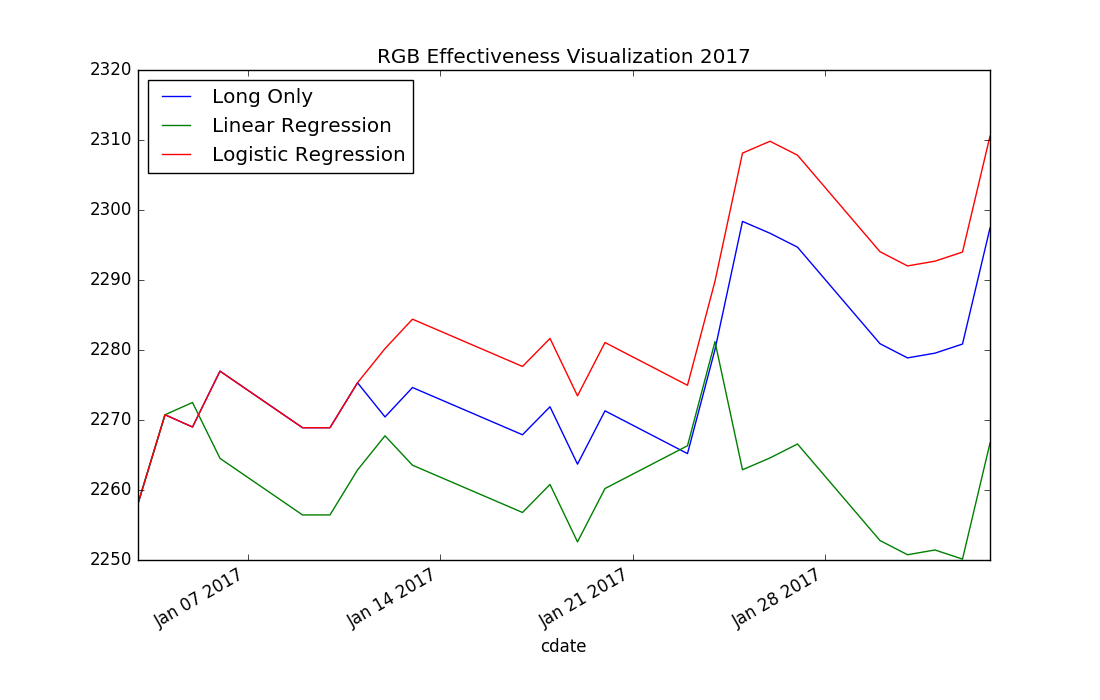 RGB Effectiveness Visualization 2017
2320
2310
2300
2290
2280
2270
2260
2250
Long Only
Linear Regression
Logistic Regression
Jan 07 2017
Jan 14 2017
Jan 21 2017
Jan 28 2017
cdate